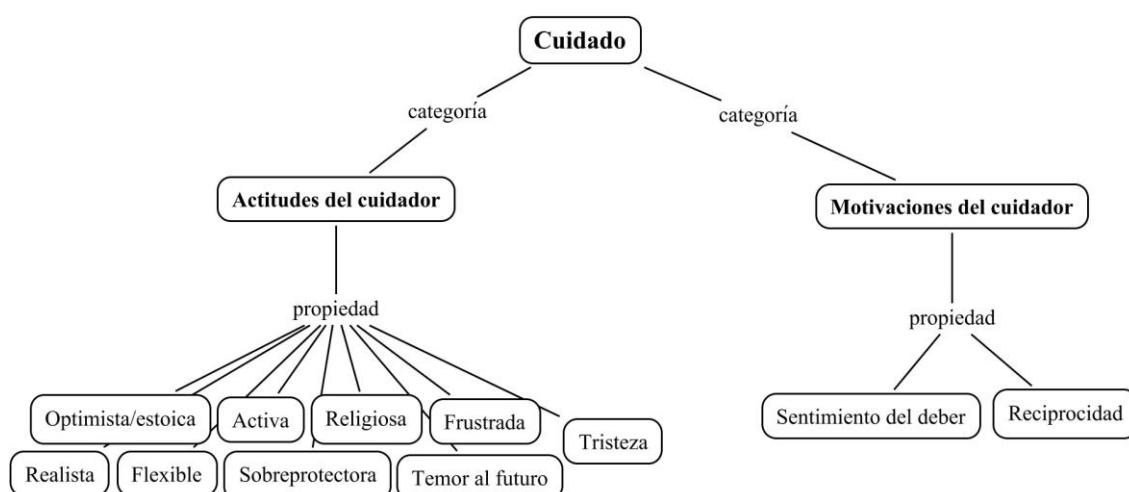 Cuidado
categoría
categoría
Actitudes del cuidador
Motivaciones del cuidador
propiedad
propiedad
Optimista/estoica
Activa
Religiosa
Frustrada
Tristeza
Sentimiento del deber
Reciprocidad
Realista
Flexible
Sobreprotectora
Temor al futuro